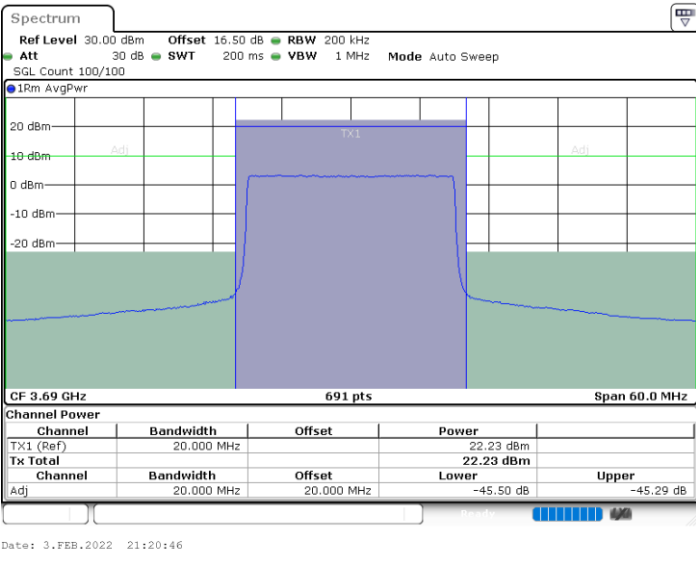 Spectrum
Ref Level 30.00 dBm Offset 16.50 dB RBW 200 kHz
Att 30 dB SWT 200 ms VBW 1 MHz Mode Auto Sweep
SGL Count 100/100
1Rm AvgPwr
20 dBm
TX1
Adj Adj
10 dBm
0 dBm
-10 dBm
-20 dBm
CF 3.69 GHz 691 pts Span 60.0 MHz
Channel Power
Channel Bandwidth Offset Power
TX1 (Ref) 20.000 MHz 22.23 dBm
Tx Total 22.23 dBm
Channel Bandwidth Offset Lower Upper
Adj 20.000 MHz 20.000 MHz -45.50 dB -45.29 dB
Ready
Date: 3.FEB.2022 21:20:46